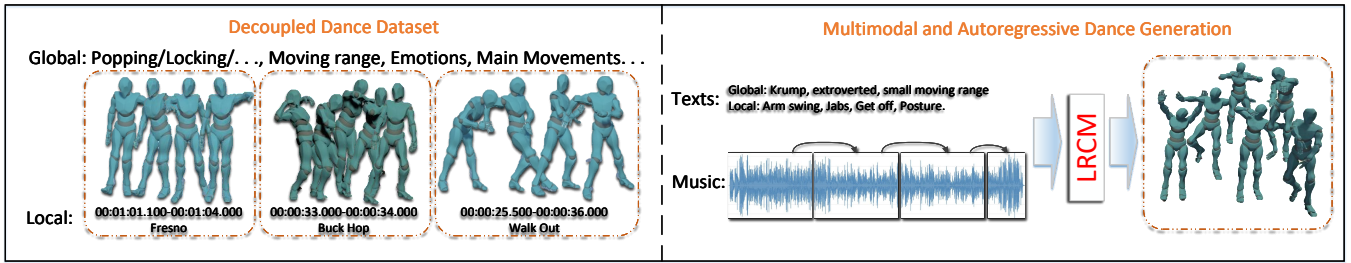 Decoupled Dance Dataset
Global: Popping/Locking/. . ., Moving range, Emotions, Main Movements. . .
Local:
00:01:01.100-00:01:04.000
Fresno
00:00:33.000-00:00:34.000
Buck Hop
00:00:25.500-00:00:36.000
Walk Out
Multimodal and Autoregressive Dance Generation
Texts:
Global: Krump, extroverted, small moving range
Local: Arm swing, Jabs, Get off, Posture.
Music:
LRCM